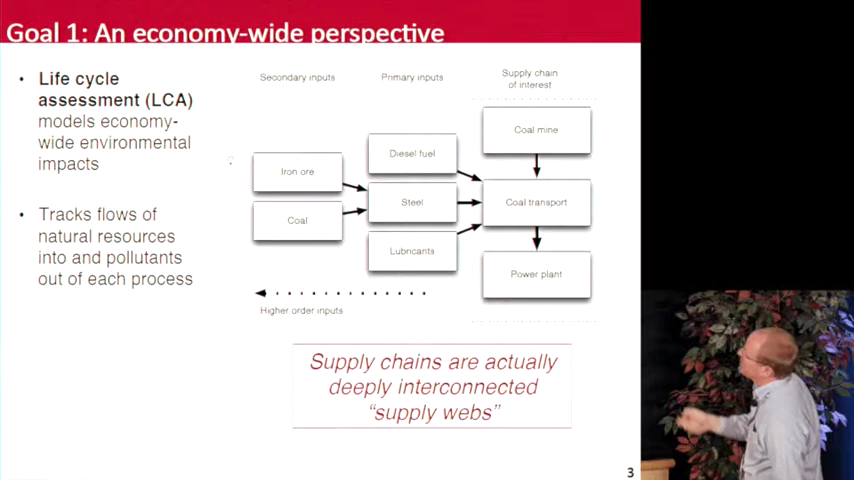 Goal 1: An economy-wide perspective
• Life cycle
assessment (LCA)
models economy-
wide environmental
impacts
• Tracks flows of
natural resources
into and pollutants
out of each process
Secondary inputs
Primary inputs
Supply chain
of interest
Iron ore
Coal
Diesel fuel
Steel
Lubricants
Coal mine
Coal transport
Power plant
Higher order inputs
Supply chains are actually
deeply interconnected
“supply webs”
3